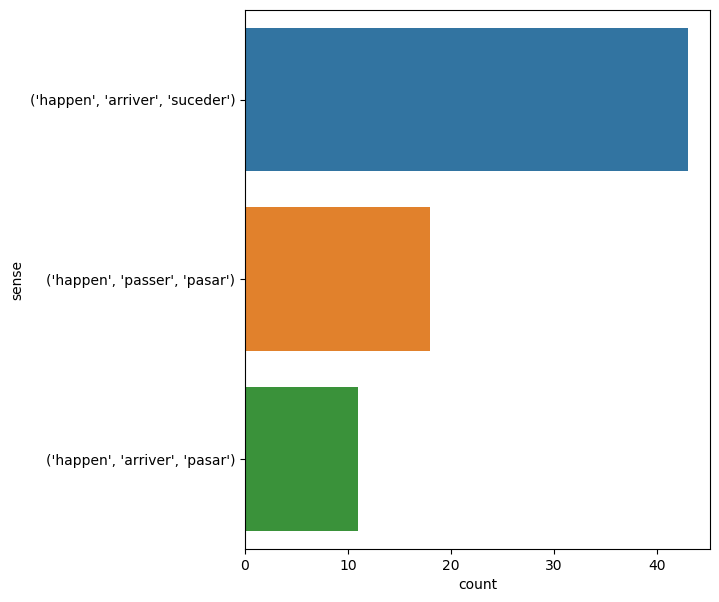 ('happen', 'arriver', 'suceder')
('happen', 'passer', 'pasar')
('happen', 'arriver', 'pasar')
sense
0 10 20 30 40
count